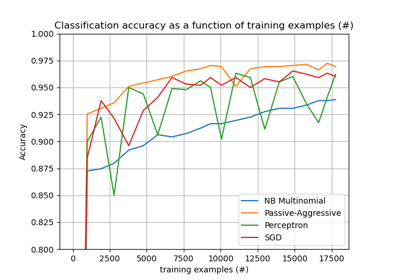 Classification accuracy as a function of training examples (#)
1.000
0.975
0.950
0.925
0.900
0.875
0.850
0.825
0.800
Accuracy
NB Multinomial
Passive-Aggressive
Perceptron
SGD
0 2500 5000 7500 10000 12500 15000 17500
training examples (#)